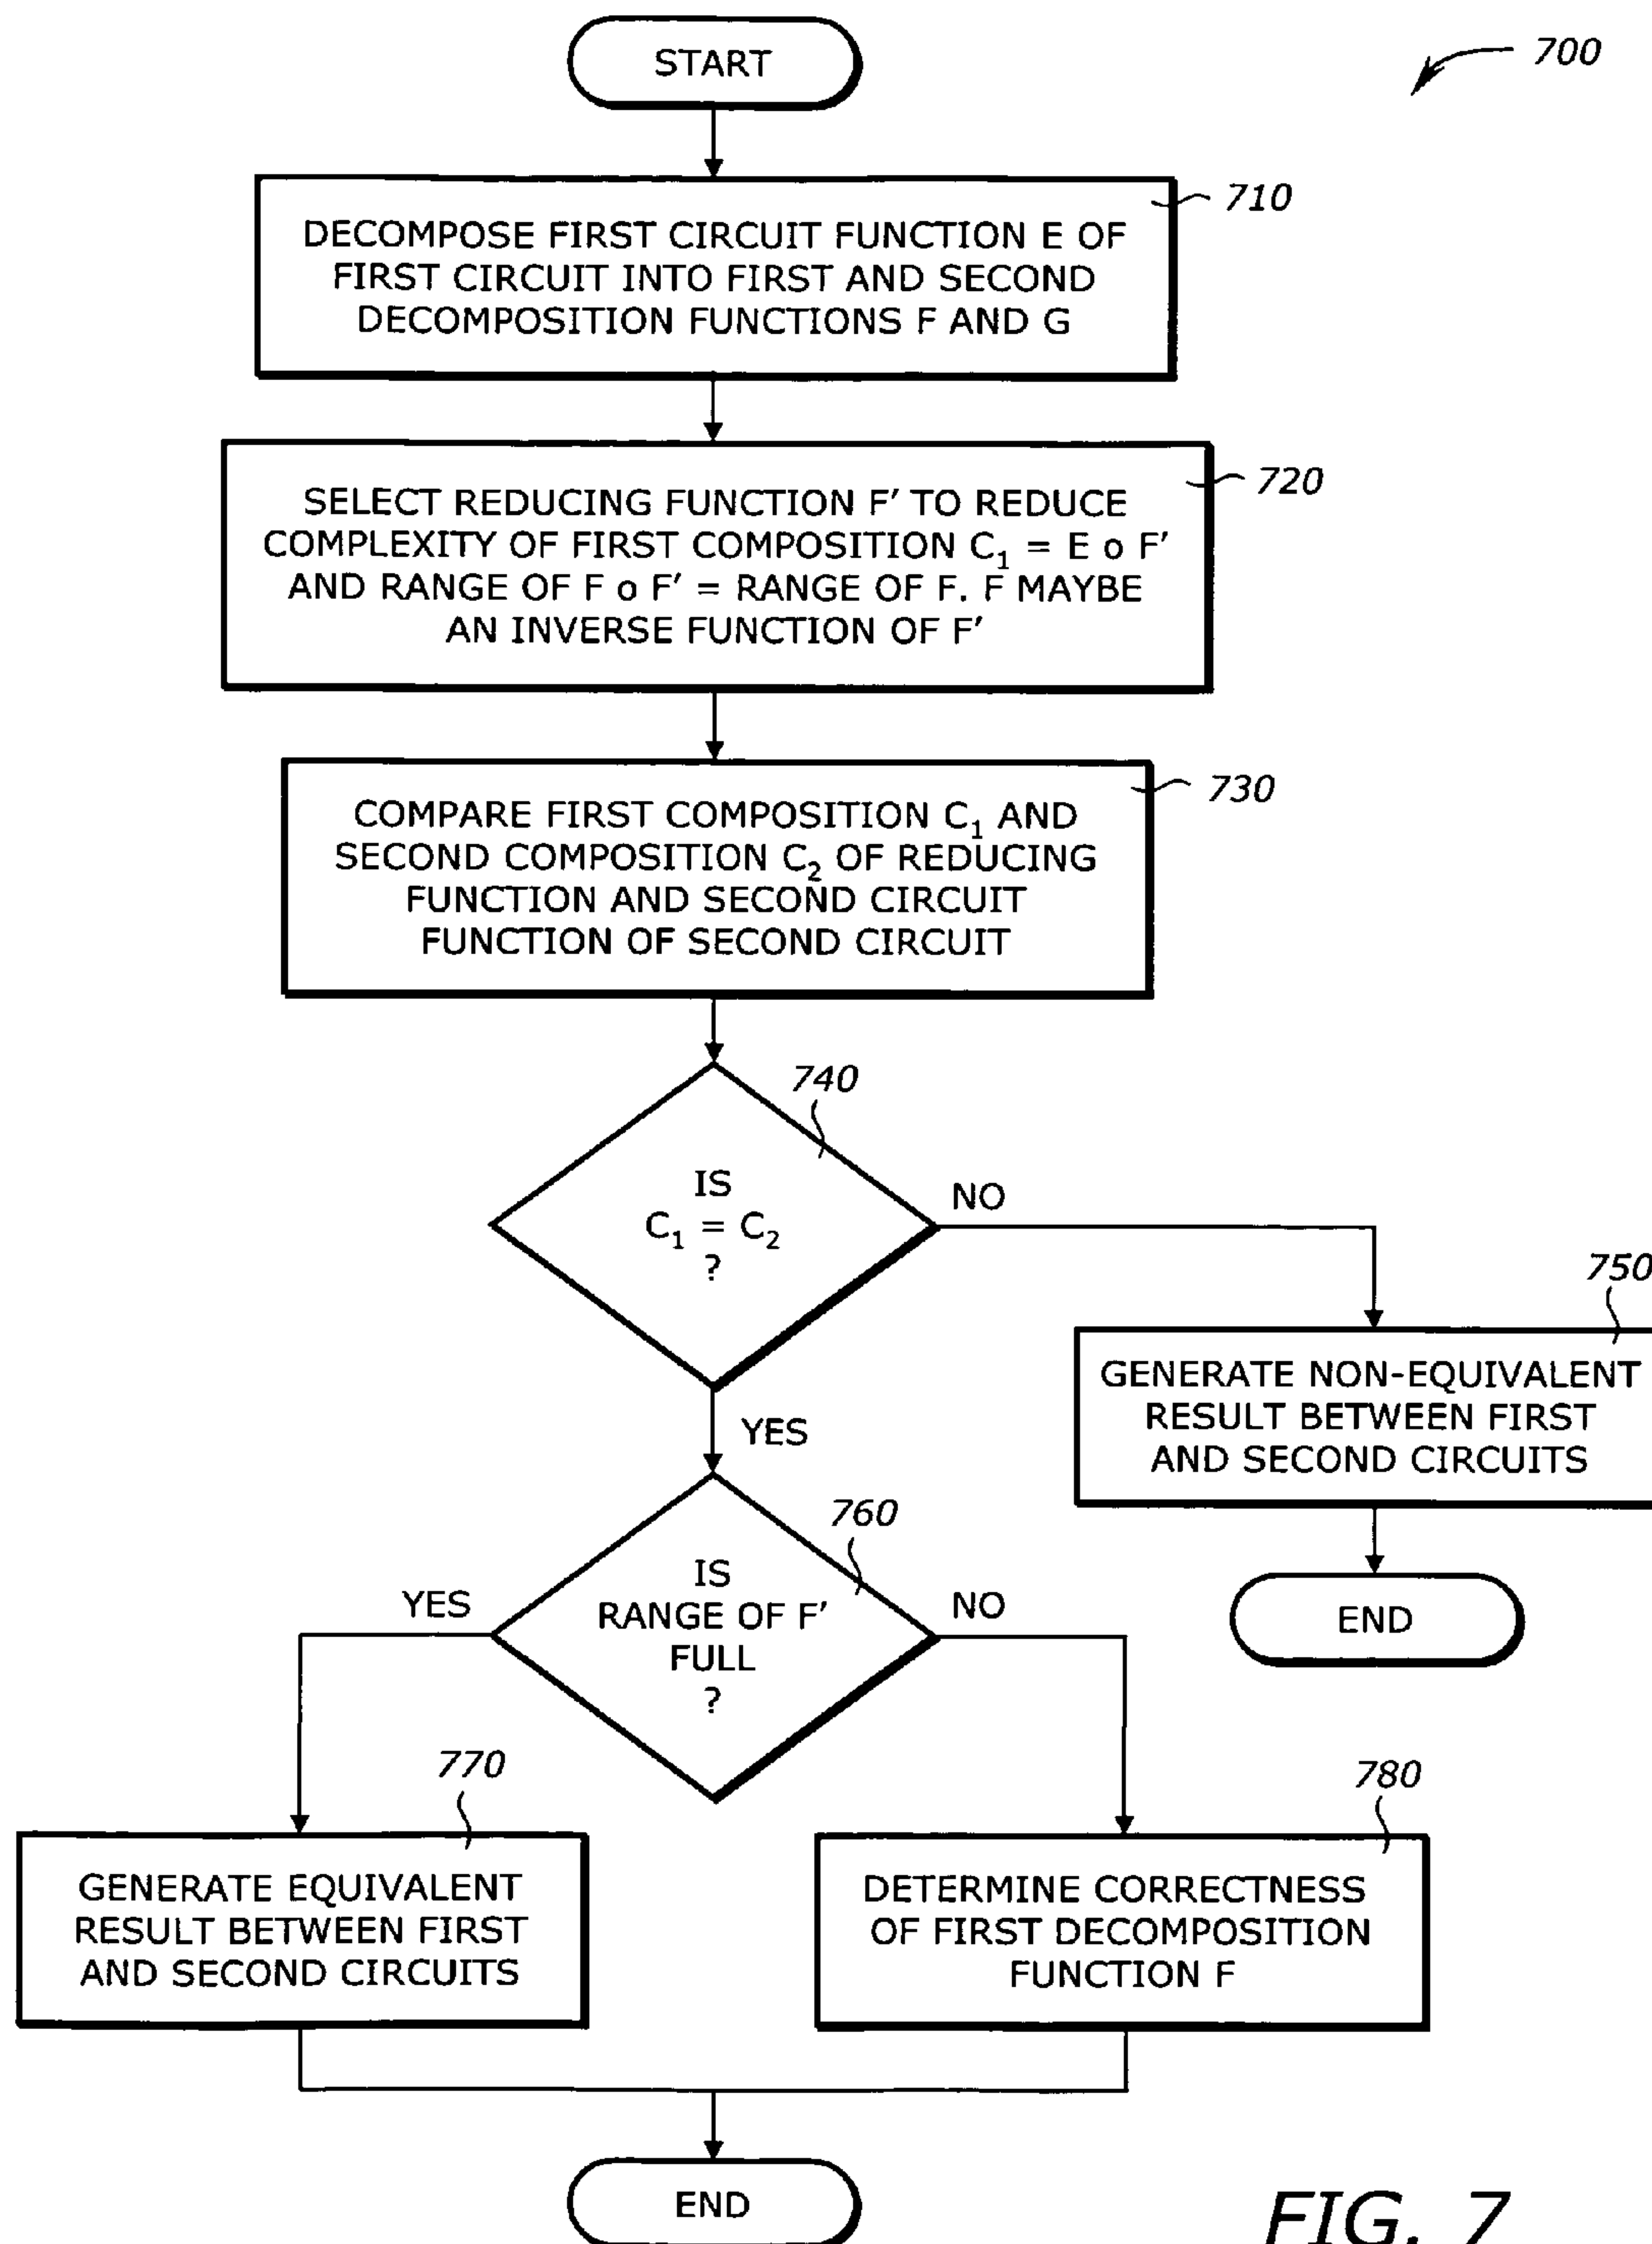 START
700
710
DECOMPOSE FIRST CIRCUIT FUNCTION E OF
FIRST CIRCUIT INTO FIRST AND SECOND
DECOMPOSITION FUNCTIONS F AND G
720
SELECT REDUCING FUNCTION F' TO REDUCE
COMPLEXITY OF FIRST COMPOSITION C₁ = E o F'
AND RANGE OF F o F' = RANGE OF F. F MAYBE
AN INVERSE FUNCTION OF F'
730
COMPARE FIRST COMPOSITION C₁ AND
SECOND COMPOSITION C₂ OF REDUCING
FUNCTION AND SECOND CIRCUIT
FUNCTION OF SECOND CIRCUIT
740
IS
C₁ = C₂
?
NO
YES
750
GENERATE NON-EQUIVALENT
RESULT BETWEEN FIRST
AND SECOND CIRCUITS
END
760
IS
RANGE OF F'
FULL
?
YES
NO
770
GENERATE EQUIVALENT
RESULT BETWEEN FIRST
AND SECOND CIRCUITS
780
DETERMINE CORRECTNESS
OF FIRST DECOMPOSITION
FUNCTION F
END
FIG. 7